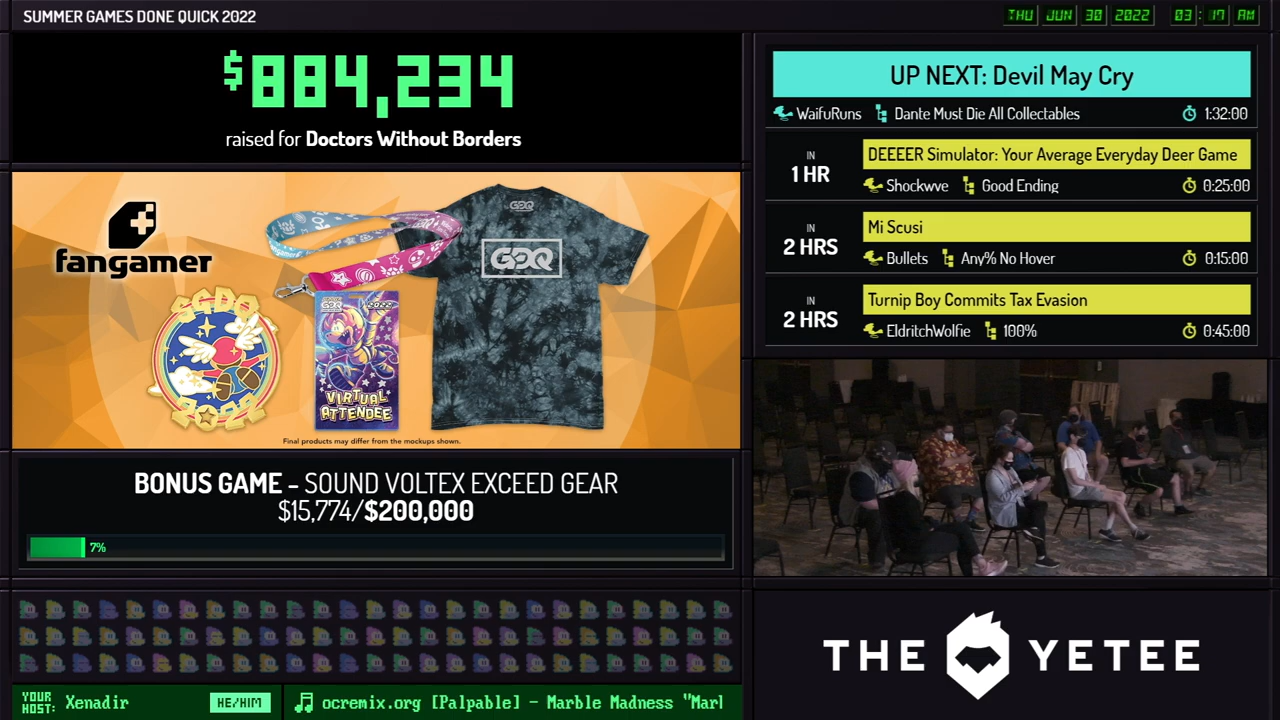 SUMMER GAMES DONE QUICK 2022
THU JUN 30 2022 03:17 AM
$884,234
raised for Doctors Without Borders
fangamer
SGDQ
2022
GDQ
2022
VIRTUAL
ATTENDEE
GDQ
GDQ
Final products may differ from the mockups shown.
BONUS GAME – SOUND VOLTEX EXCEED GEAR
$15,774/$200,000
7%
YOUR HOST: Xenadir HE/HIM
ocremix.org [Palpable] - Marble Madness "Marl
UP NEXT: Devil May Cry
WaifuRuns Dante Must Die All Collectables 1:32:00
IN
1 HR
DEEEER Simulator: Your Average Everyday Deer Game
Shockwve Good Ending 0:25:00
IN
2 HRS
Mi Scusi
Bullets Any% No Hover 0:15:00
IN
2 HRS
Turnip Boy Commits Tax Evasion
EldritchWolfie 100% 0:45:00
THE YETEE